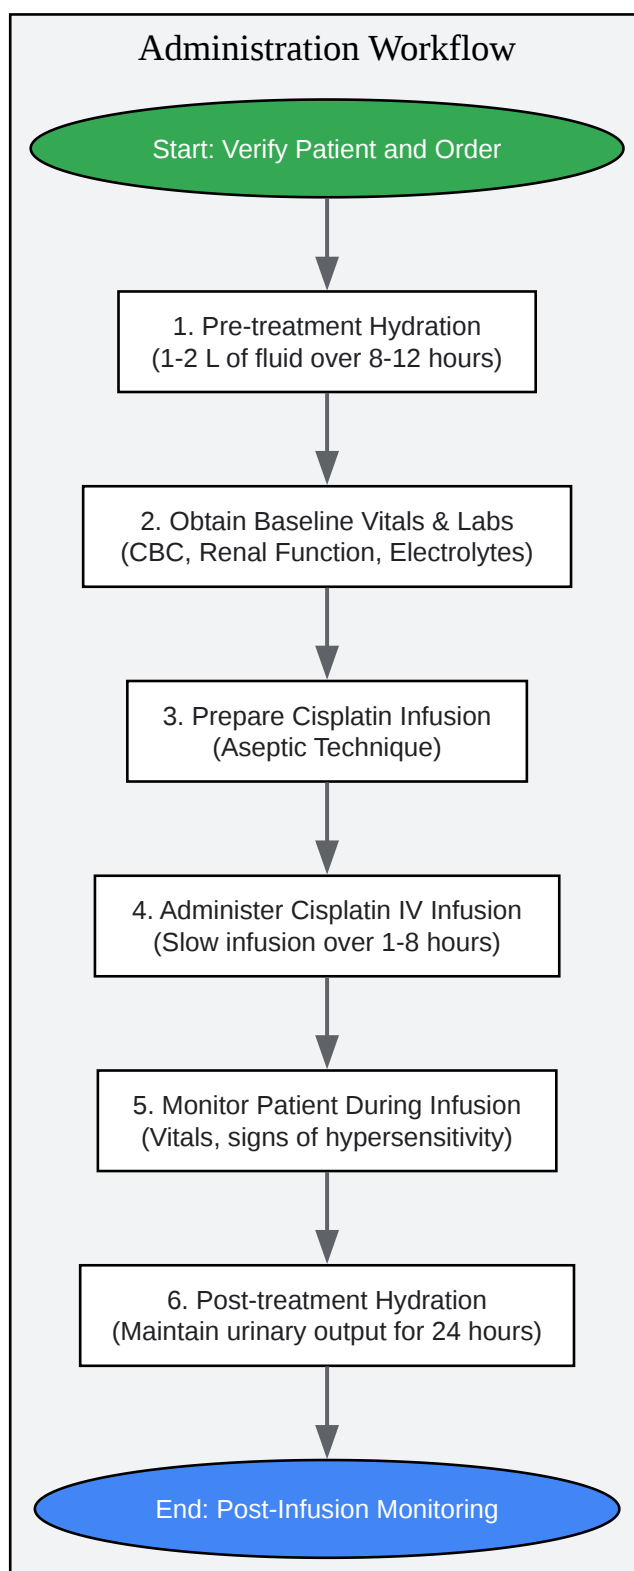 Administration Workflow
Start: Verify Patient and Order
1. Pre-treatment Hydration
(1-2 L of fluid over 8-12 hours)
2. Obtain Baseline Vitals & Labs
(CBC, Renal Function, Electrolytes)
3. Prepare Cisplatin Infusion
(Aseptic Technique)
4. Administer Cisplatin IV Infusion
(Slow infusion over 1-8 hours)
5. Monitor Patient During Infusion
(Vitals, signs of hypersensitivity)
6. Post-treatment Hydration
(Maintain urinary output for 24 hours)
End: Post-Infusion Monitoring